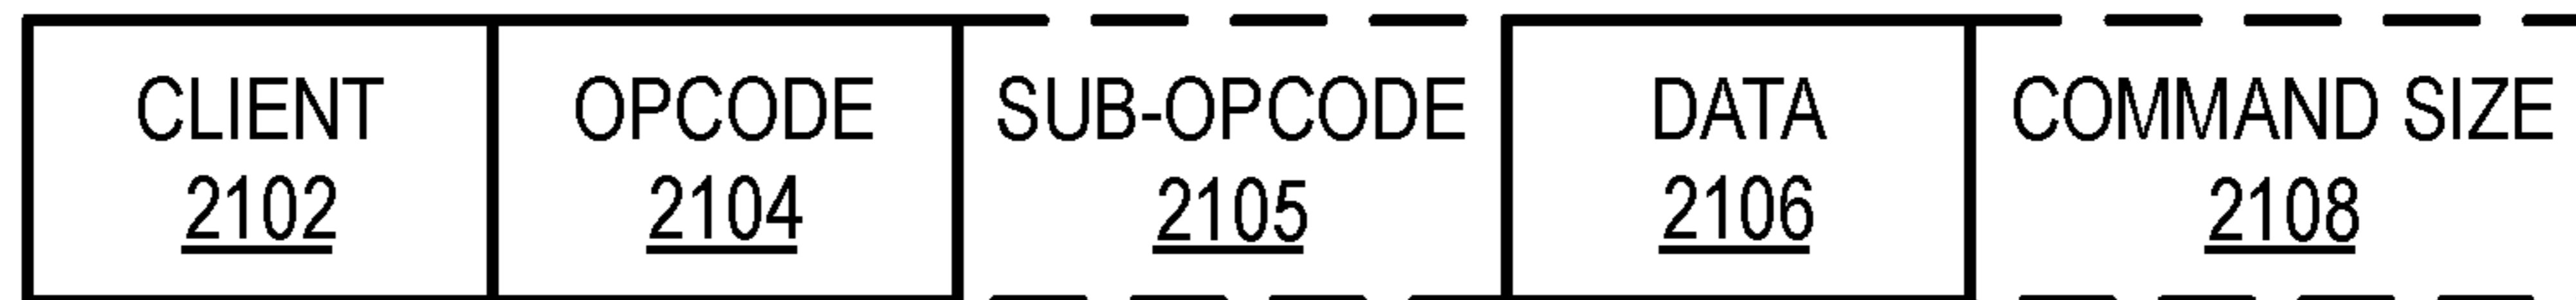 CLIENT OPCODE SUB-OPCODE DATA COMMAND SIZE
2102 2104 2105 2106 2108